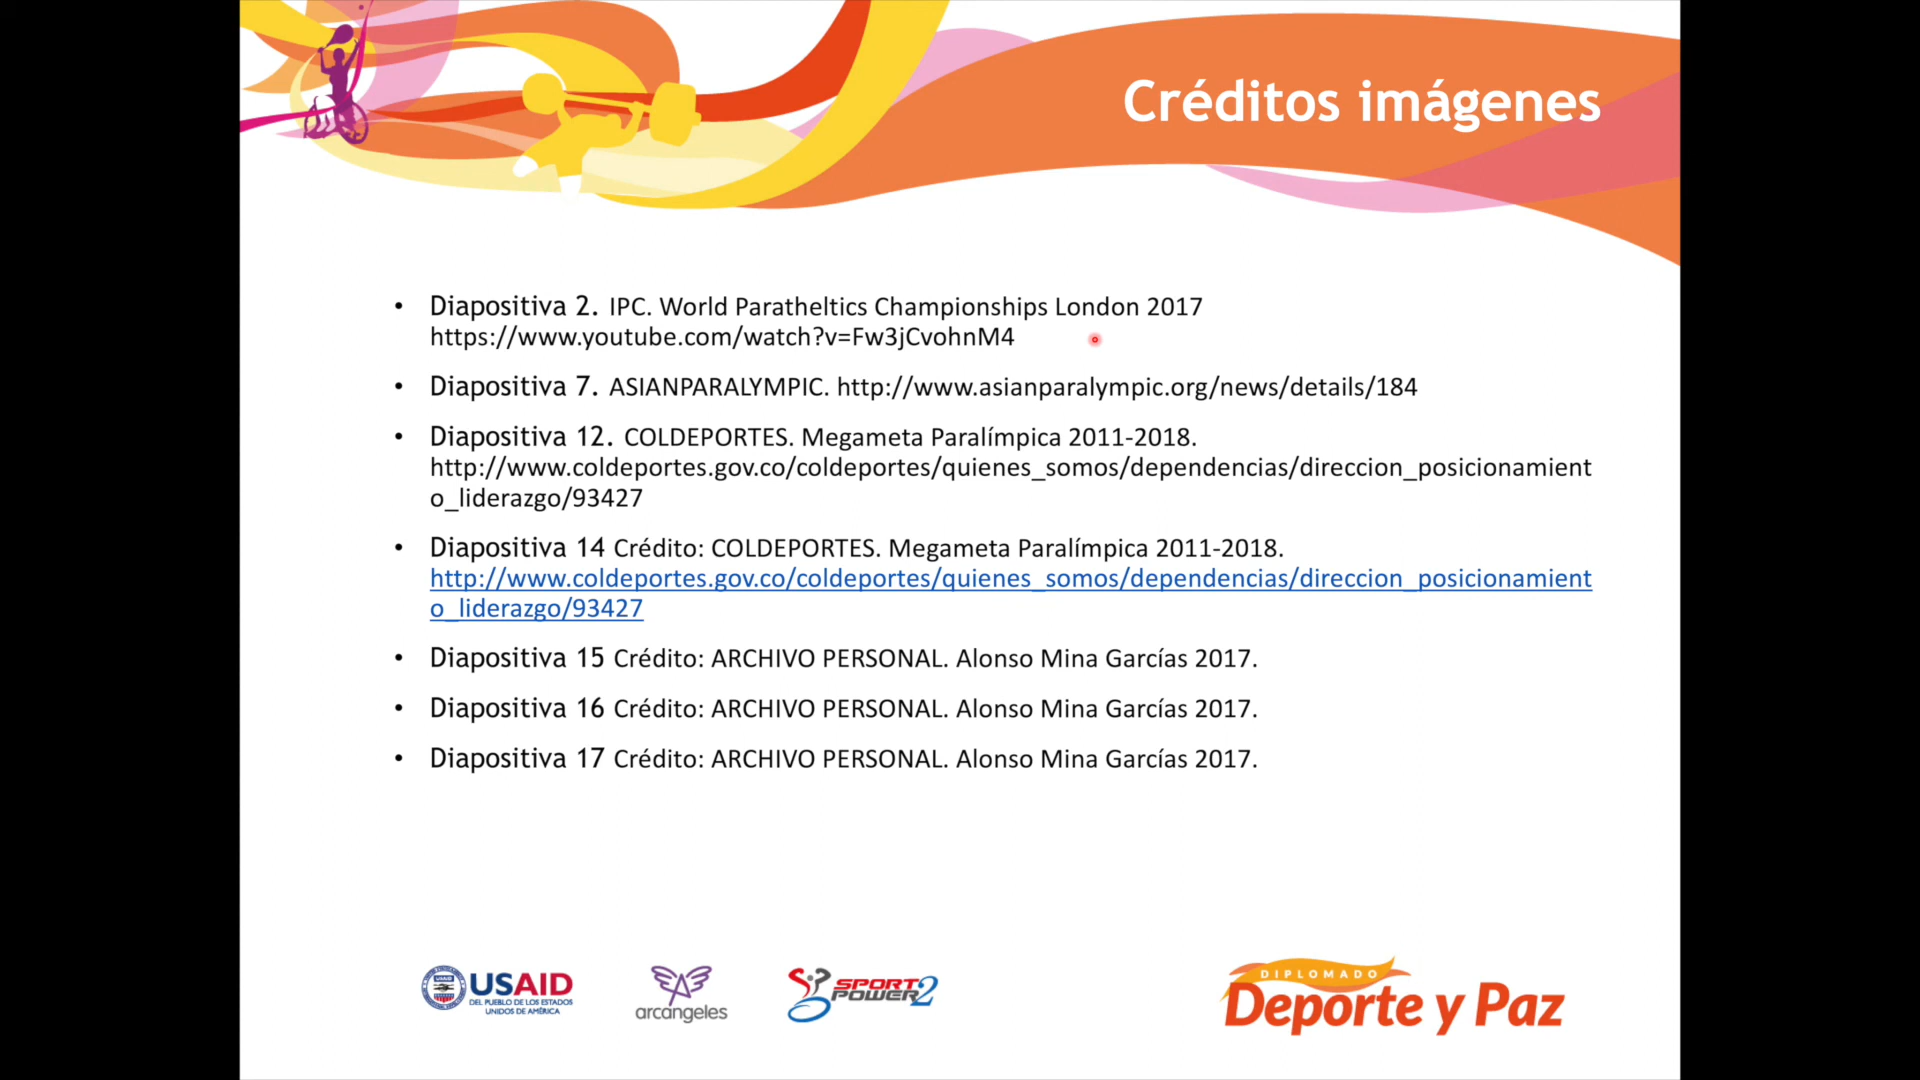 Créditos imágenes
• Diapositiva 2. IPC. World Paratheltics Championships London 2017
https://www.youtube.com/watch?v=Fw3jCvohnM4
• Diapositiva 7. ASIANPARALYMPIC. http://www.asianparalympic.org/news/details/184
• Diapositiva 12. COLDEPORTES. Megameta Paralímpica 2011-2018.
http://www.coldeportes.gov.co/coldeportes/quienes_somos/dependencias/direccion_posicionamient
o_liderazgo/93427
• Diapositiva 14 Crédito: COLDEPORTES. Megameta Paralímpica 2011-2018.
http://www.coldeportes.gov.co/coldeportes/quienes_somos/dependencias/direccion_posicionamient
o_liderazgo/93427
• Diapositiva 15 Crédito: ARCHIVO PERSONAL. Alonso Mina Garcías 2017.
• Diapositiva 16 Crédito: ARCHIVO PERSONAL. Alonso Mina Garcías 2017.
• Diapositiva 17 Crédito: ARCHIVO PERSONAL. Alonso Mina Garcías 2017.
USAID
DEL PUEBLO DE LOS ESTADOS
UNIDOS DE AMÉRICA
arcángeles
SPORT
POWER2
DIPLOMADO
Deporte y Paz